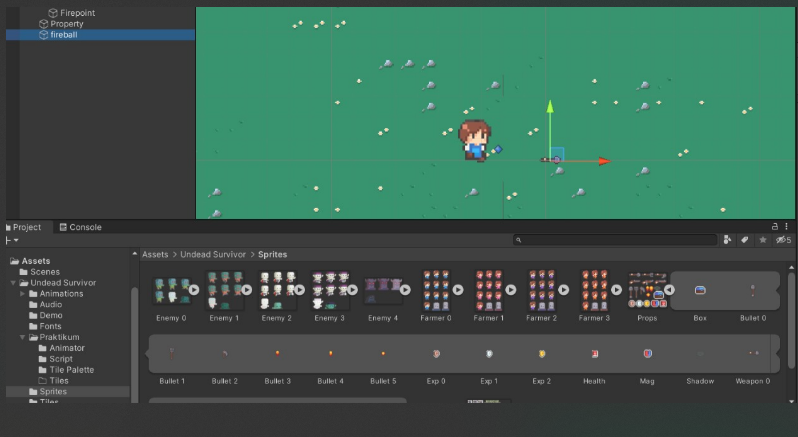 Firepoint
Property
fireball
Project
Console
5
Assets
Scenes
Undead Survivor
Animations
Audio
Demo
Fonts
Praktikum
Animator
Script
Tile Palette
Tiles
Sprites
Tiles
Assets > Undead Survivor > Sprites
Enemy 0 Enemy 1 Enemy 2 Enemy 3 Enemy 4 Farmer 0 Farmer 1 Farmer 2 Farmer 3 Props Box Bullet 0
Bullet 1 Bullet 2 Bullet 3 Bullet 4 Bullet 5 Exp 0 Exp 1 Exp 2 Health Mag Shadow Weapon 0